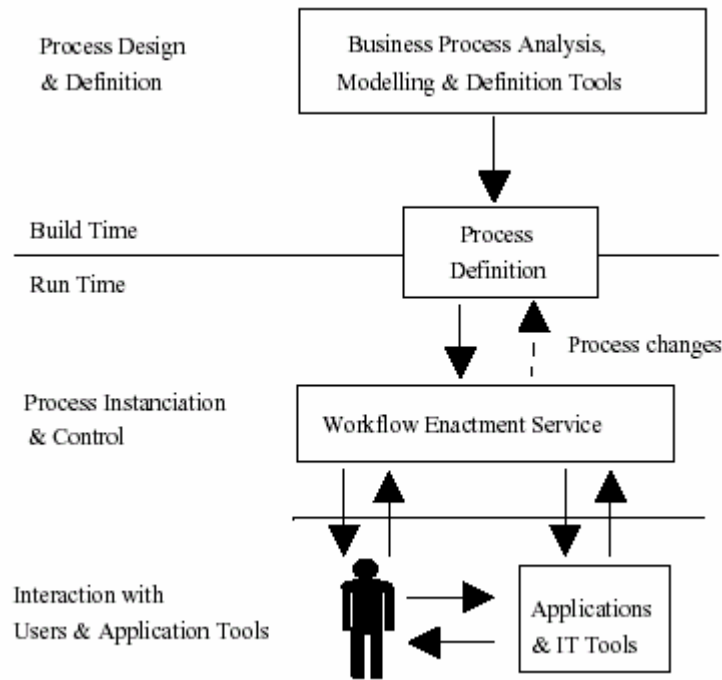 Process Design
& Definition
Business Process Analysis,
Modelling & Definition Tools
Build Time
Process
Definition
Run Time
Process changes
Process Instanciation
& Control
Workflow Enactment Service
Interaction with
Users & Application Tools
Applications
& IT Tools